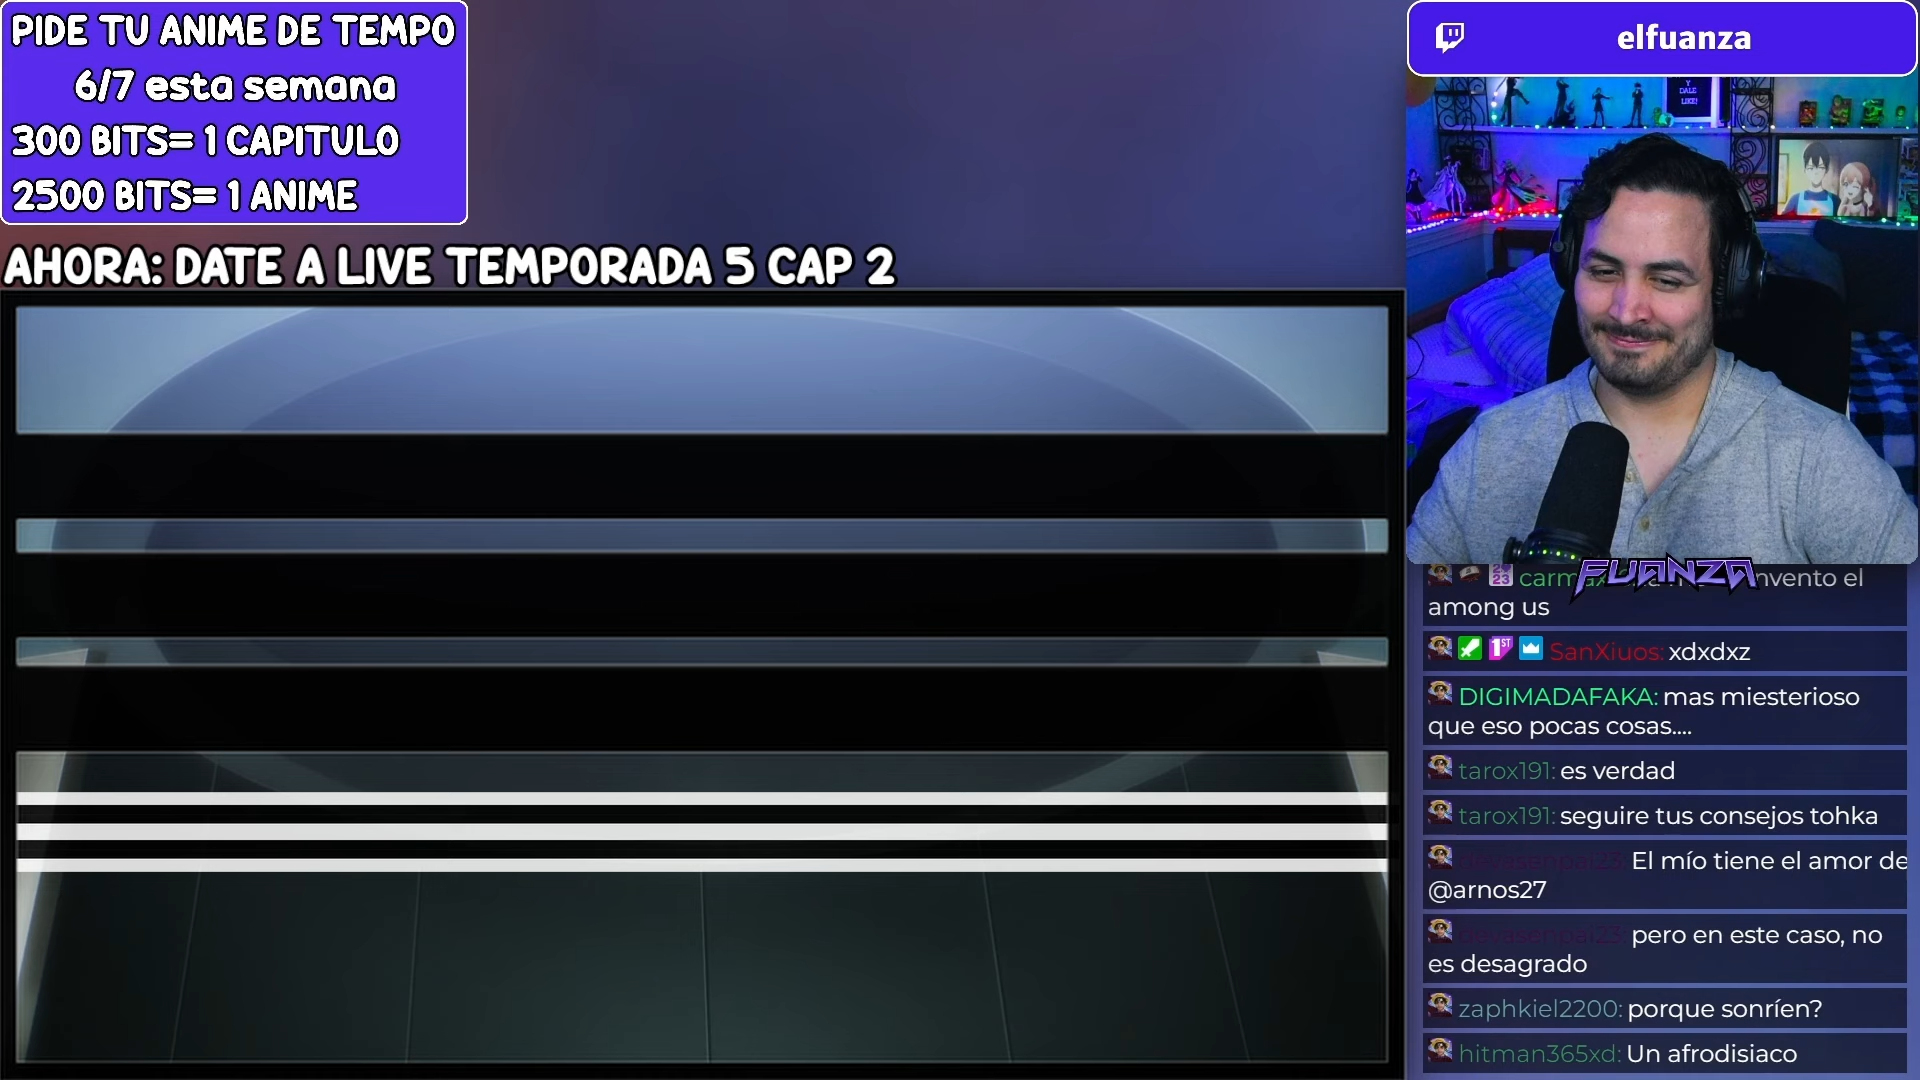 PIDE TU ANIME DE TEMPO
6/7 esta semana
300 BITS= 1 CAPITULO
2500 BITS= 1 ANIME
AHORA: DATE A LIVE TEMPORADA 5 CAP 2
elfuanza
Y
DALE
LIKE!
FUANZA
nvento el
among us
SanXiuos: xdxdxz
DIGIMADAFAKA: mas miesterioso
que eso pocas cosas....
tarox191: es verdad
tarox191: seguire tus consejos tohka
El mío tiene el amor de
@arnos27
pero en este caso, no
es desagrado
zaphkiel2200: porque sonríen?
hitman365xd: Un afrodisiaco